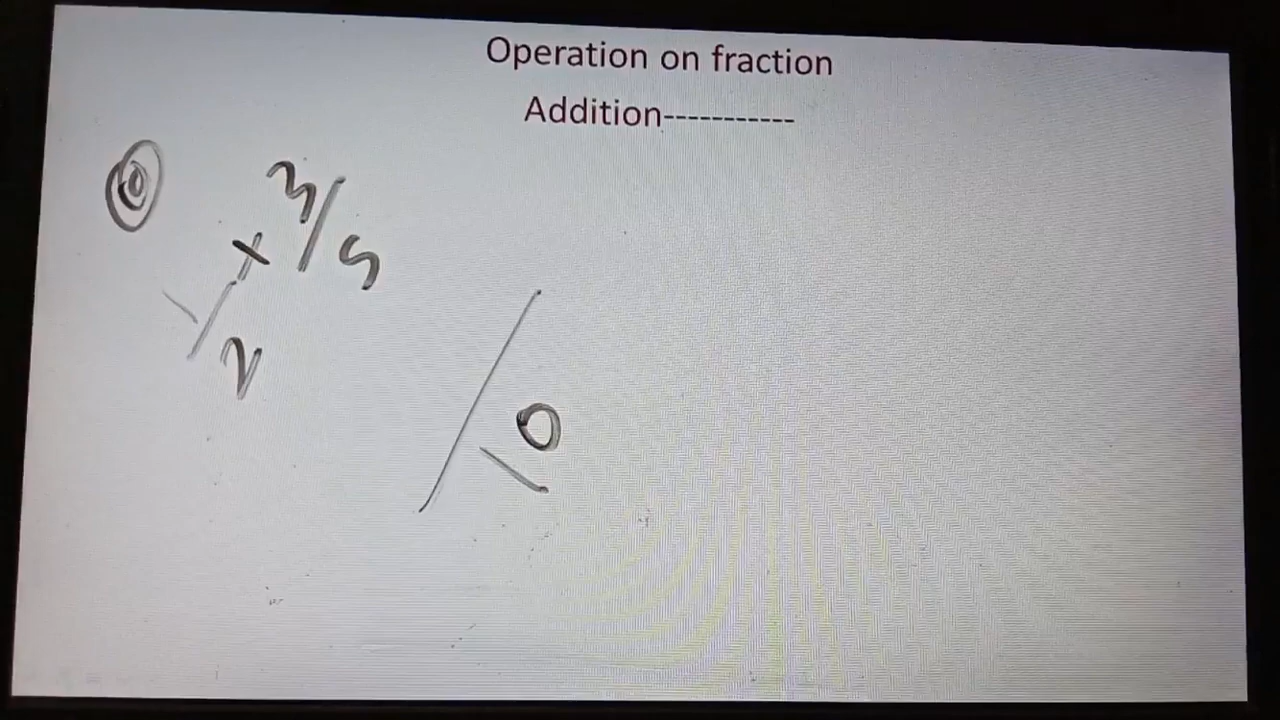 Operation on fraction
Addition-----------
@
1/2 + 3/5
/10